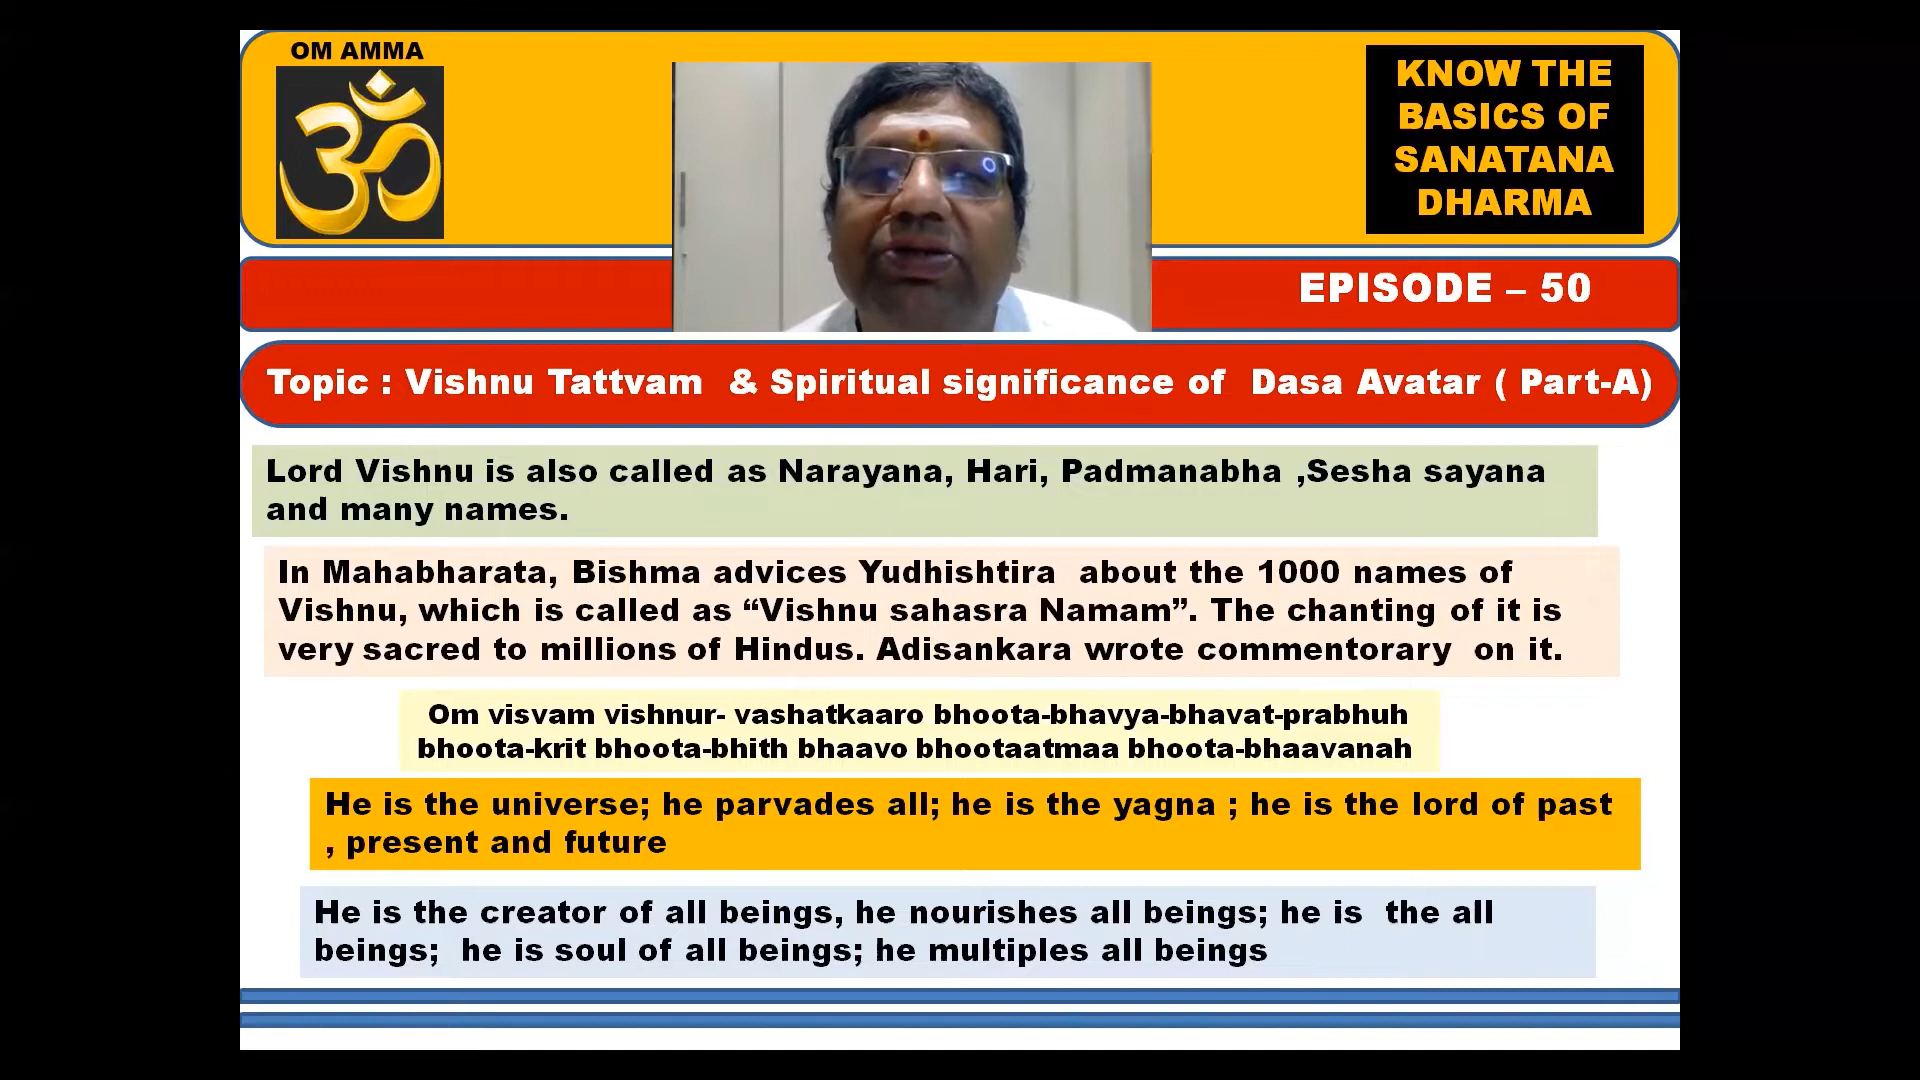 OM AMMA
KNOW THE
BASICS OF
SANATANA
DHARMA
EPISODE – 50
Topic : Vishnu Tattvam & Spiritual significance of Dasa Avatar ( Part-A)
Lord Vishnu is also called as Narayana, Hari, Padmanabha ,Sesha sayana
and many names.
In Mahabharata, Bishma advices Yudhishtira about the 1000 names of
Vishnu, which is called as “Vishnu sahasra Namam”. The chanting of it is
very sacred to millions of Hindus. Adisankara wrote commentorary on it.
Om visvam vishnur- vashatkaaro bhoota-bhavya-bhavat-prabhuh
bhoota-krit bhoota-bhith bhaavo bhootaatmaa bhoota-bhaavanah
He is the universe; he parvades all; he is the yagna ; he is the lord of past
, present and future
He is the creator of all beings, he nourishes all beings; he is the all
beings; he is soul of all beings; he multiples all beings